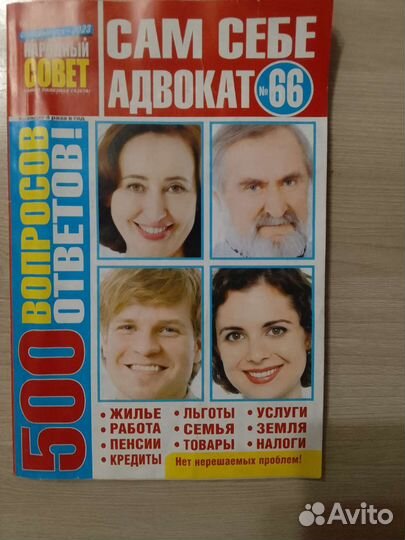 НАРОДНЫЙ
СОВЕТ
САМ СЕБЕ
АДВОКАТ №66
500 ВОПРОСОВ
ОТВЕТОВ!
• ЖИЛЬЕ
• РАБОТА
• ПЕНСИИ
• КРЕДИТЫ
• ЛЬГОТЫ
• СЕМЬЯ
• ТОВАРЫ
• УСЛУГИ
• ЗЕМЛЯ
• НАЛОГИ
Нет нерешаемых проблем!
Avito